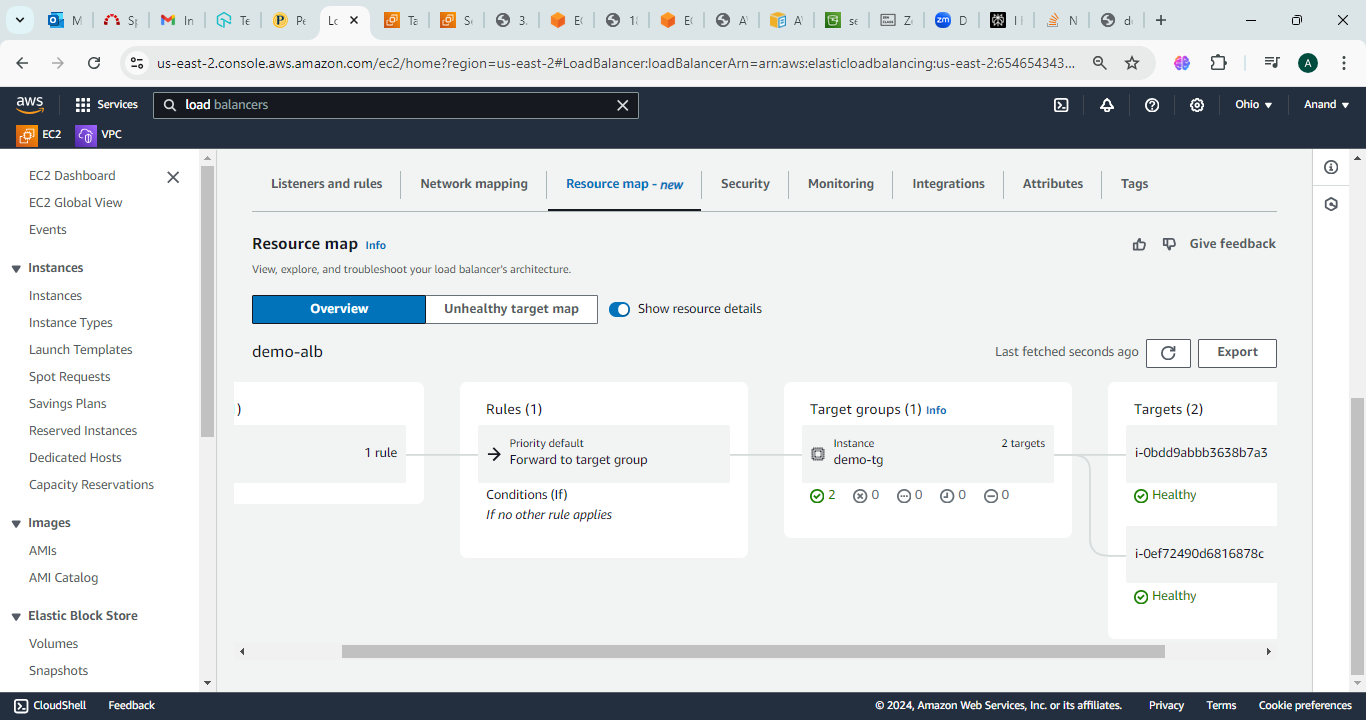 M
Sp
In
Te
Pe
Lo
Ta
Se
3.
EC
18
EC
A\
A\
se
Zo
D
I I
N
de
us-east-2.console.aws.amazon.com/ec2/home?region=us-east-2#LoadBalancer:loadBalancerArn=arn:aws:elasticloadbalancing:us-east-2:654654343...
A
aws
Services
load balancers
Ohio
Anand
EC2
VPC
EC2 Dashboard
EC2 Global View
Events
Instances
Instances
Instance Types
Launch Templates
Spot Requests
Savings Plans
Reserved Instances
Dedicated Hosts
Capacity Reservations
Images
AMIs
AMI Catalog
Elastic Block Store
Volumes
Snapshots
Listeners and rules
Network mapping
Resource map - new
Security
Monitoring
Integrations
Attributes
Tags
Resource map Info
Give feedback
View, explore, and troubleshoot your load balancer's architecture.
Overview
Unhealthy target map
Show resource details
demo-alb
Last fetched seconds ago
Export
)
1 rule
Rules (1)
Priority default
Forward to target group
Conditions (If)
If no other rule applies
Target groups (1) Info
Instance
2 targets
demo-tg
2 0 0 0 0
Targets (2)
i-0bdd9abbb3638b7a3
Healthy
i-0ef72490d6816878c
Healthy
CloudShell
Feedback
© 2024, Amazon Web Services, Inc. or its affiliates.
Privacy
Terms
Cookie preferences